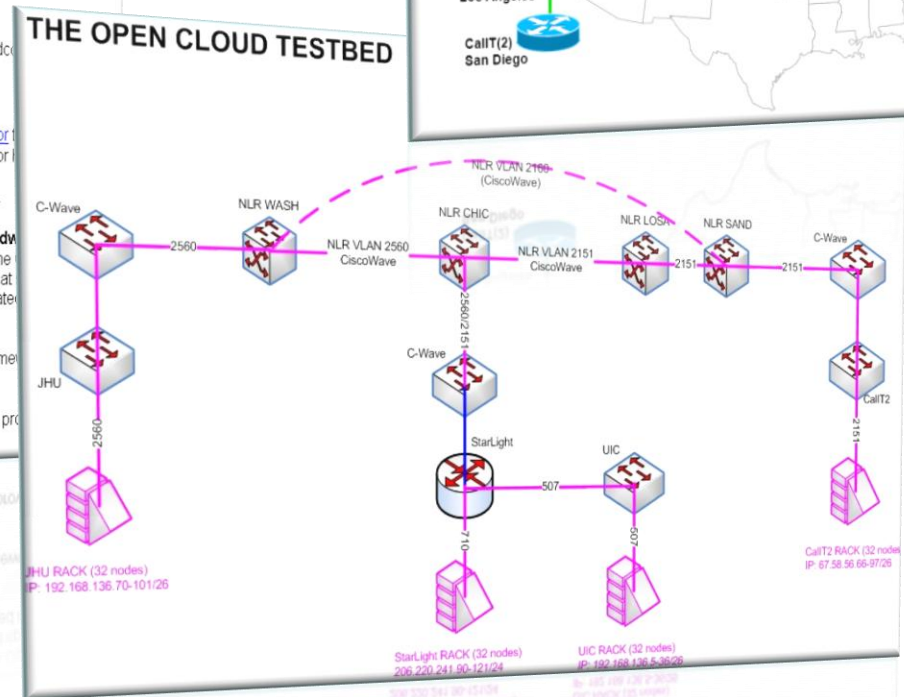 THE OPEN CLOUD TESTBED
CalIT(2)
San Diego
NLR VLAN 2160
(CiscoWave)
C-Wave
NLR WASH
NLR CHIC
NLR LOSA
NLR SAND
C-Wave
2560
NLR VLAN 2560
CiscoWave
NLR VLAN 2151
CiscoWave
2151
2151
2560/2151
C-Wave
JHU
CalIT2
2560
StarLight
UIC
2151
507
710
507
JHU RACK (32 nodes)
IP: 192.168.136.70-101/26
StarLight RACK (32 nodes)
206.220.241.90-121/24
UIC RACK (32 nodes)
IP: 192.168.136.5-36/26
CalIT2 RACK (32 nodes
IP: 67.58.56.66-97/26